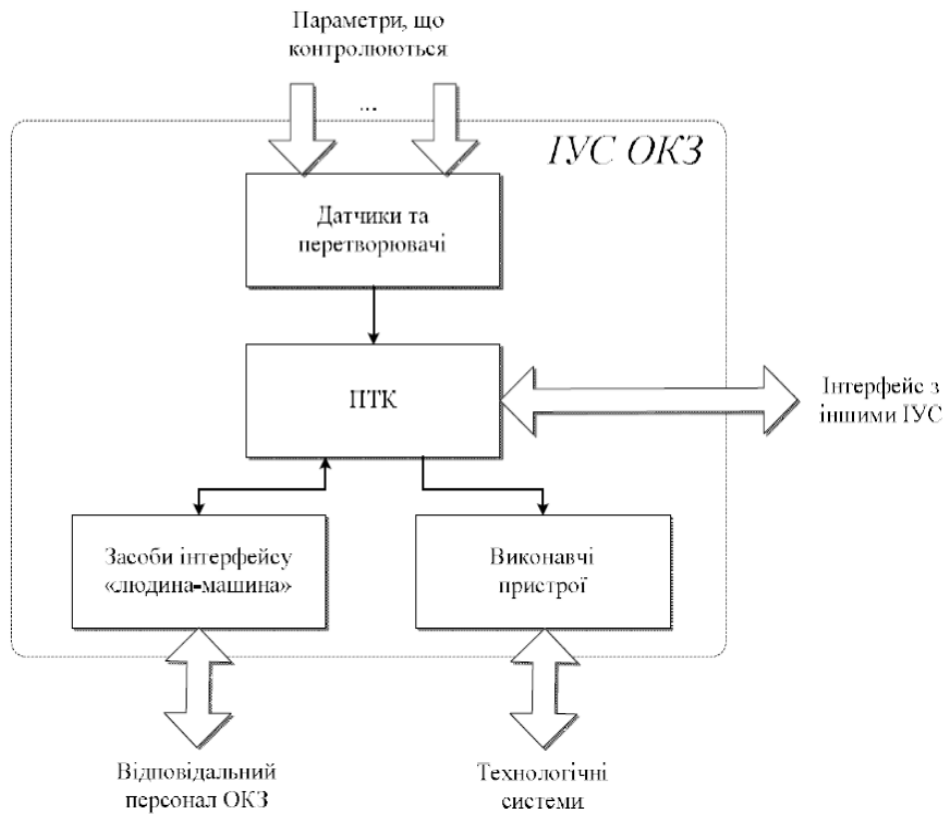 Параметри, що
контролюються
...
ІУС ОКЗ
Датчики та
перетворювачі
ПТК
Інтерфейс з
іншими ІУС
Засоби інтерфейсу
«людина-машина»
Виконавчі
пристрої
Відповідальний
персонал ОКЗ
Технологічні
системи